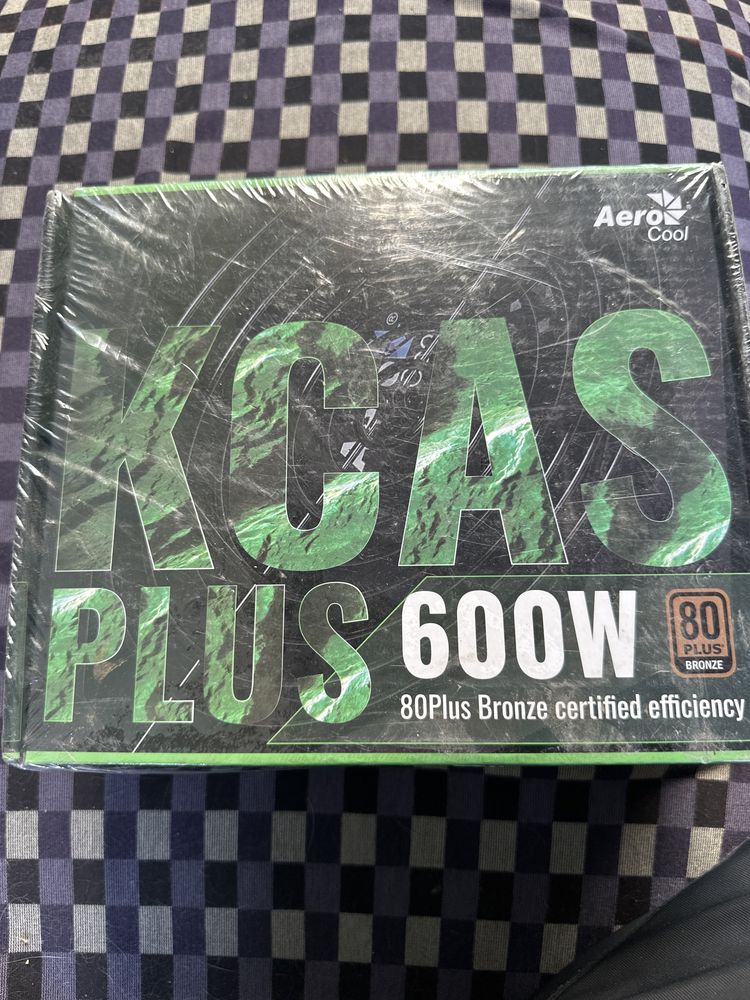 Aero
Cool
KCAS
PLUS
600W
80
PLUS®
BRONZE
80Plus Bronze certified efficiency